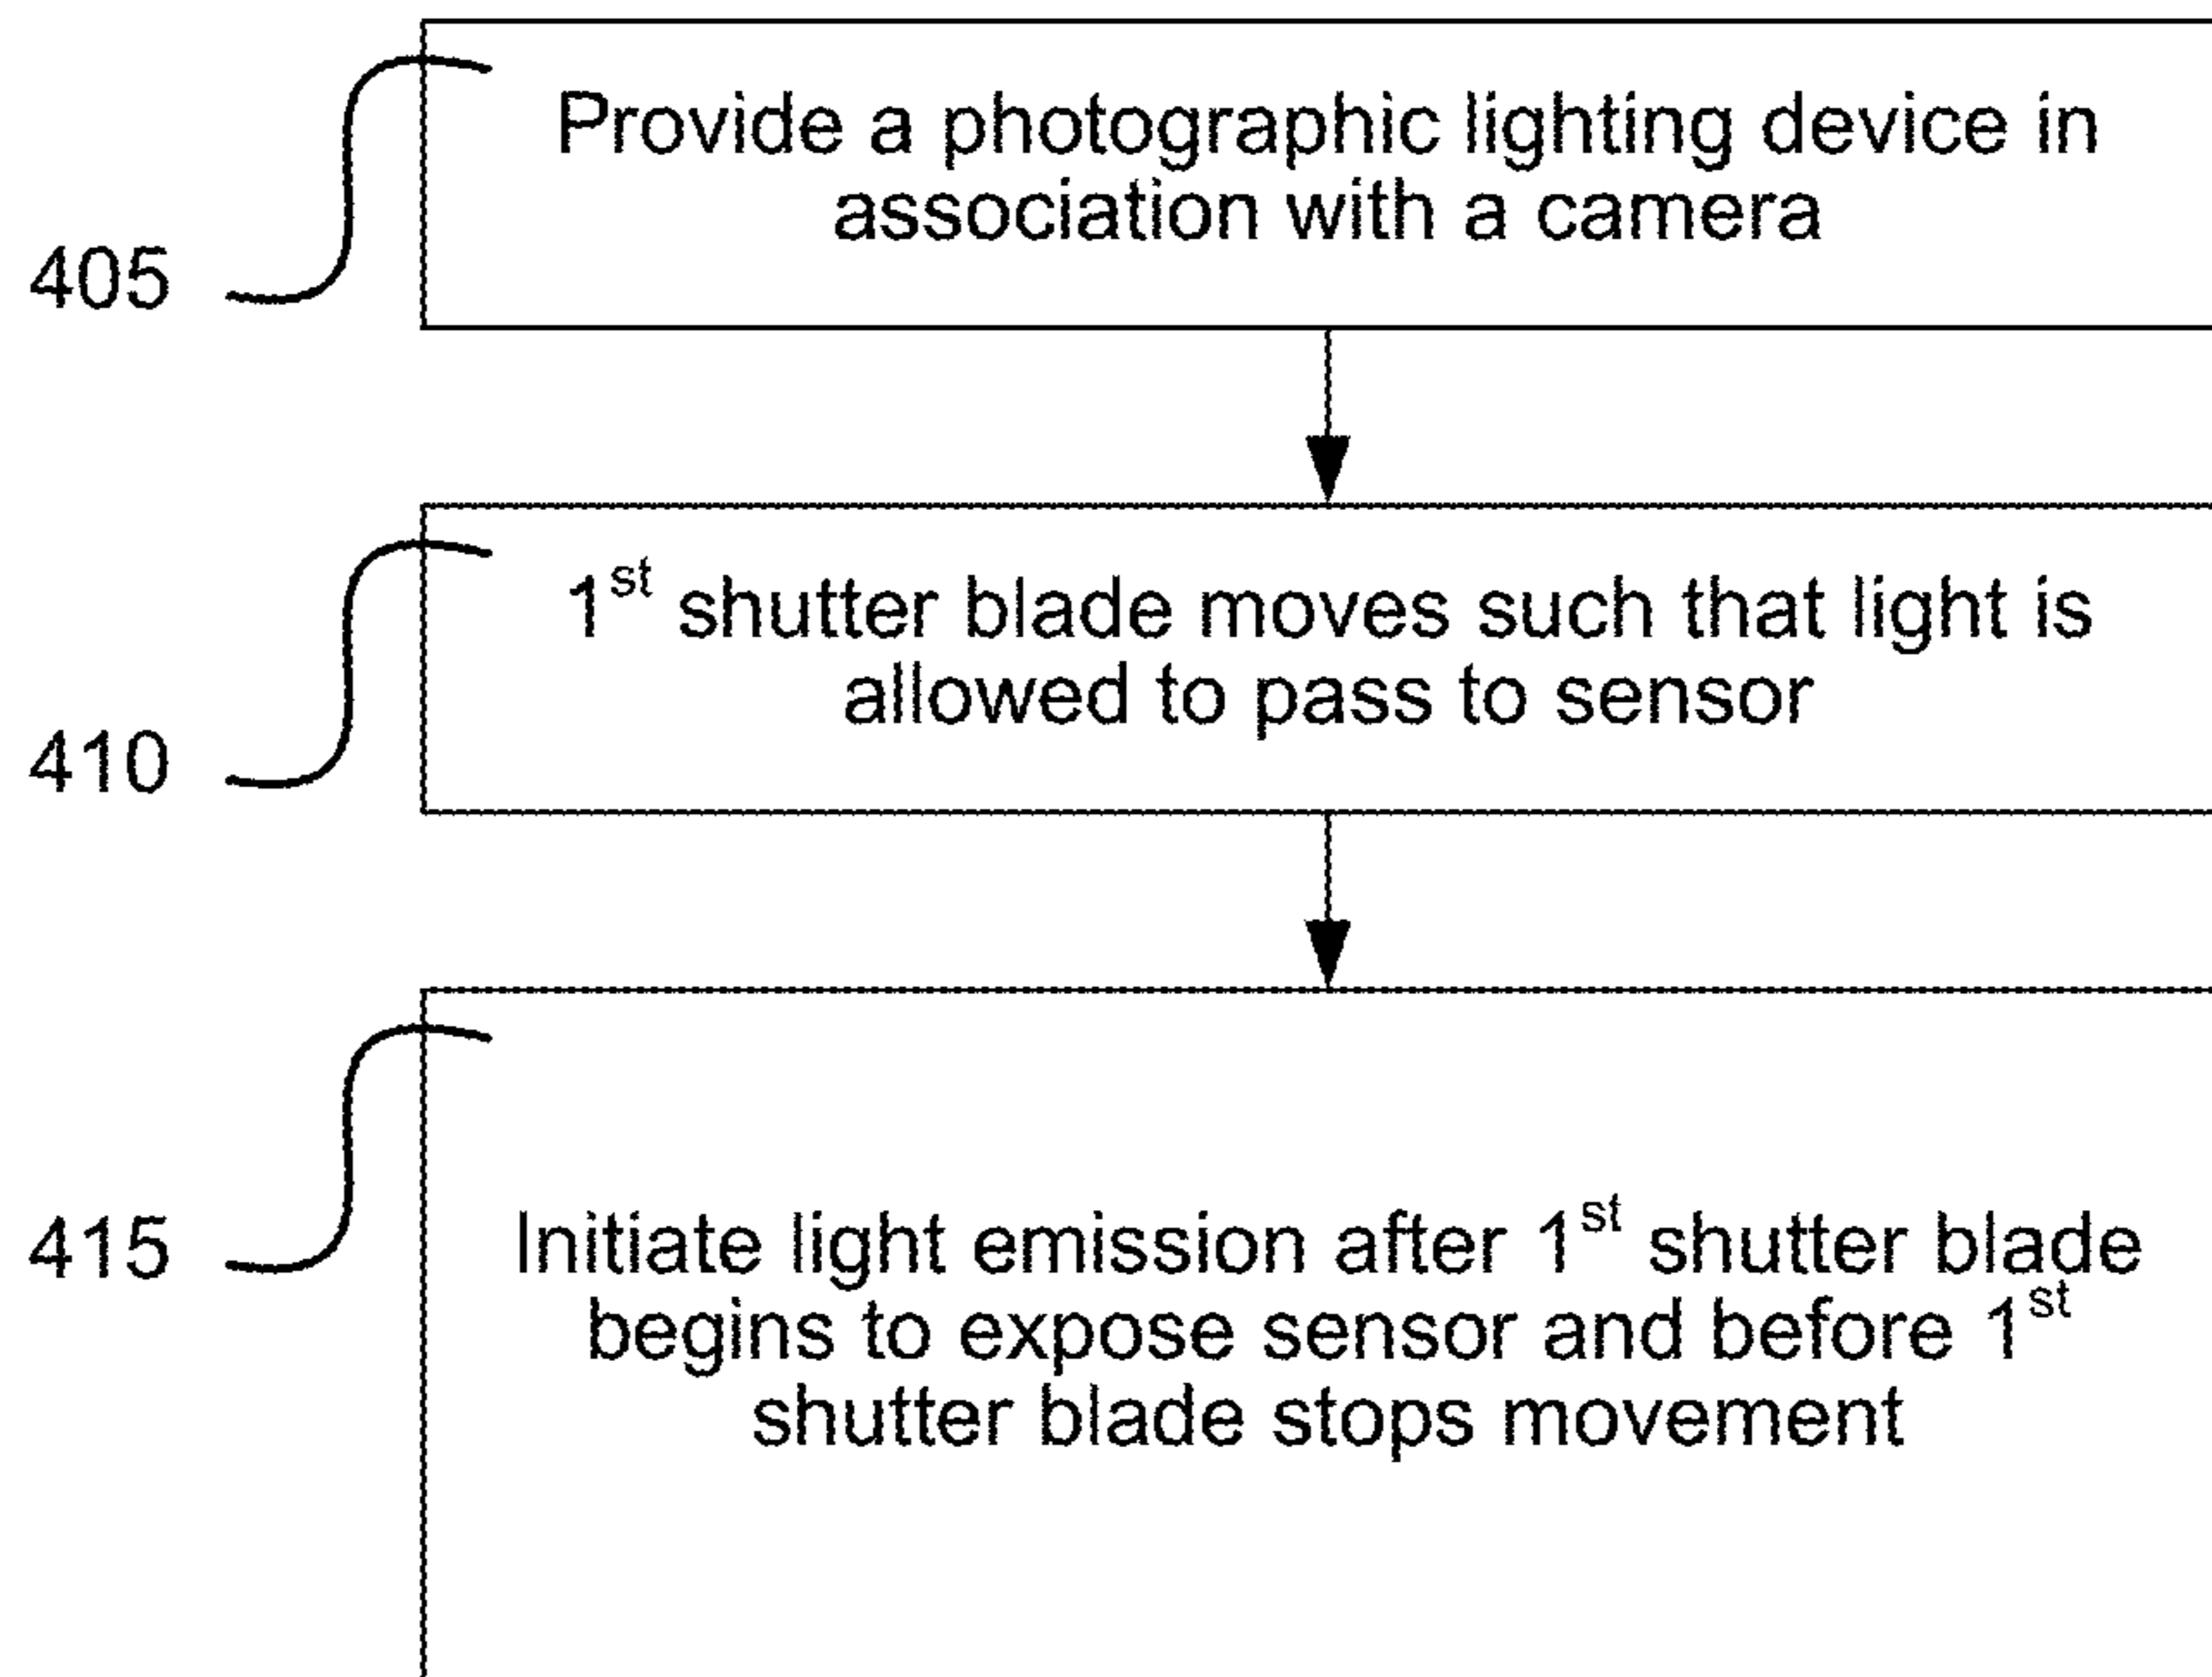 Provide a photographic lighting device in
association with a camera
405
1st shutter blade moves such that light is
allowed to pass to sensor
410
Initiate light emission after 1st shutter blade
begins to expose sensor and before 1st
shutter blade stops movement
415